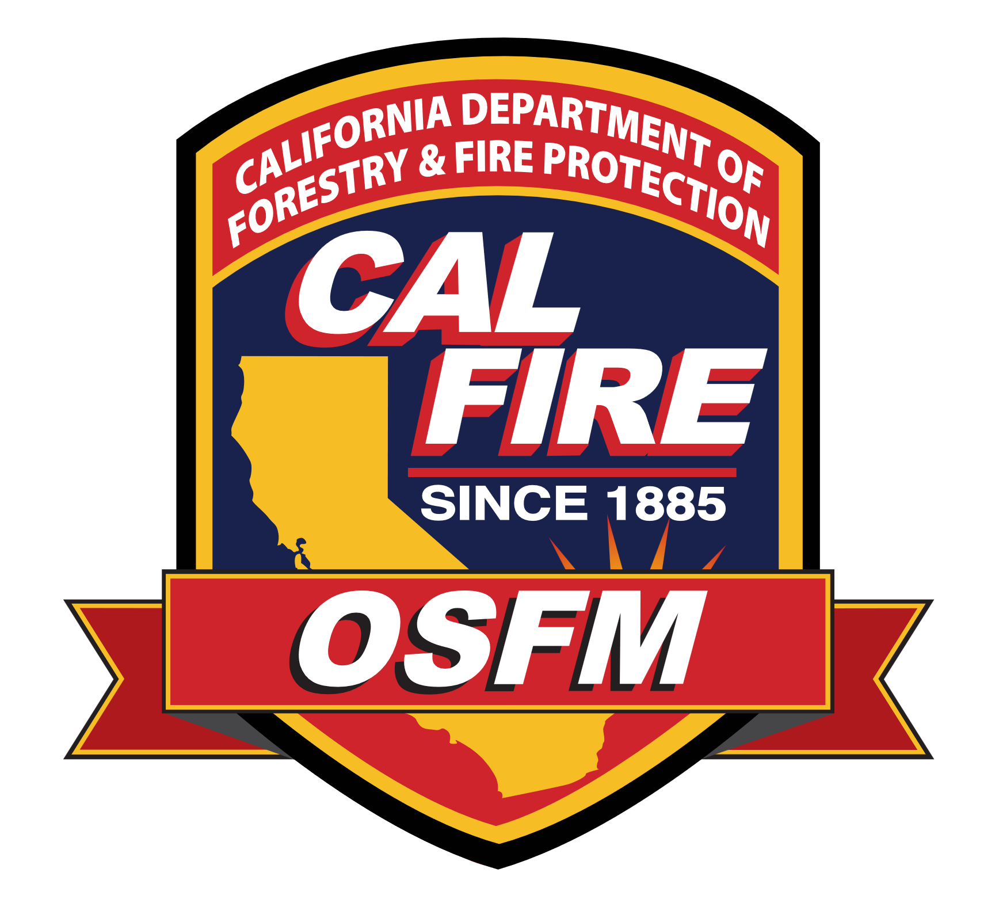 CALIFORNIA DEPARTMENT OF
FORESTRY & FIRE PROTECTION
CAL
FIRE
SINCE 1885
OSFM